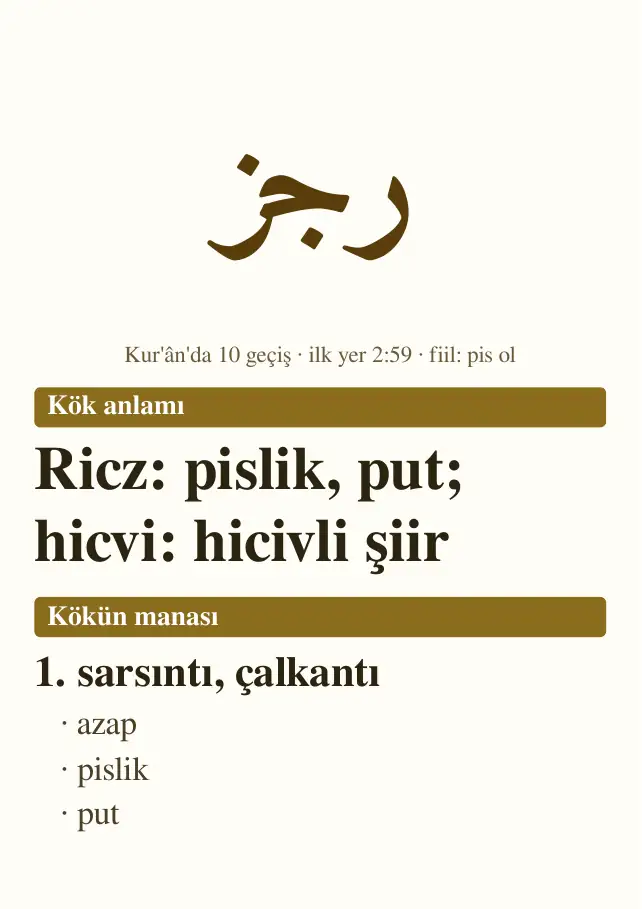 رجز
Kur'ân'da 10 geçiş · ilk yer 2:59 · fiil: pis ol
Kök anlamı
Ricz: pislik, put;
hicvi: hicivli şiir
Kökün manası
1. sarsıntı, çalkantı
· azap
· pislik
· put